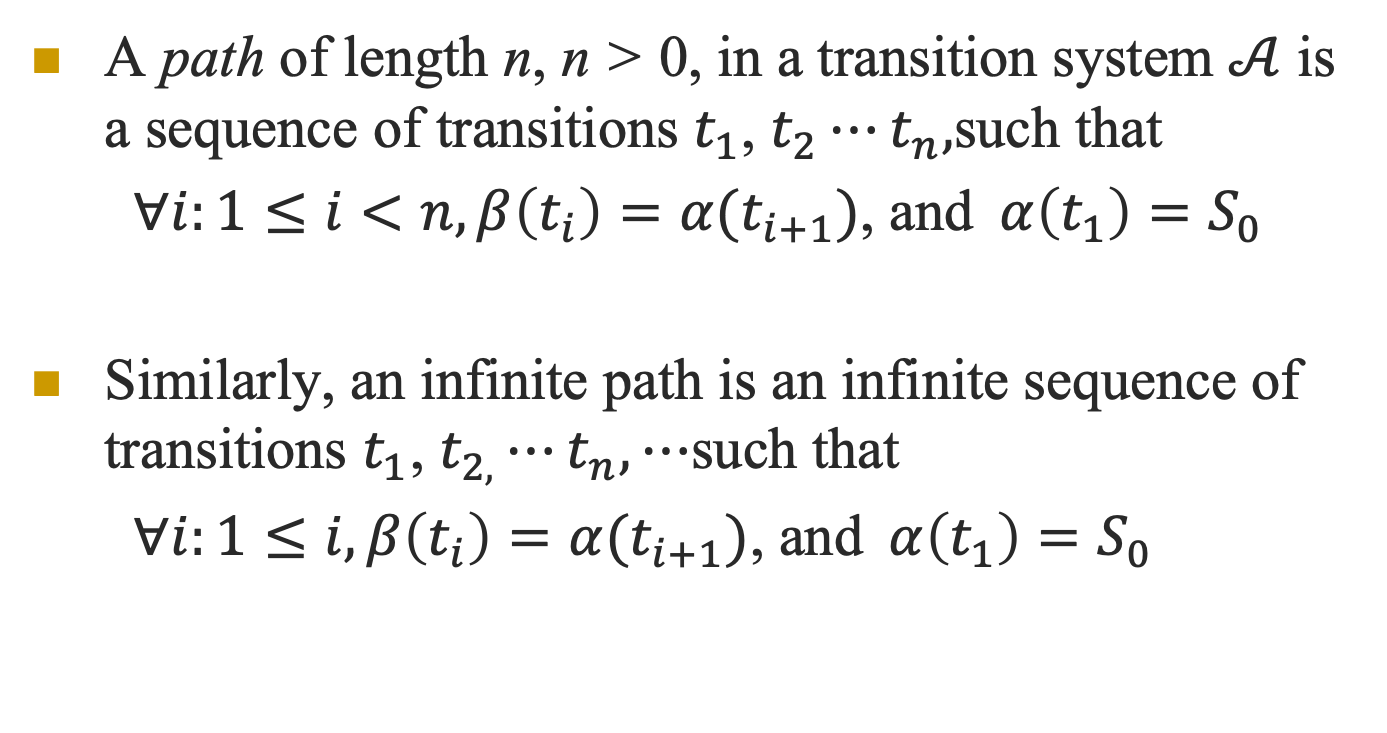 ■ A path of length n, n > 0, in a transition system 𝒜 is
a sequence of transitions t₁, t₂ ⋯ tₙ,such that
∀i: 1 ≤ i < n, β(tᵢ) = α(tᵢ₊₁), and α(t₁) = S₀
■ Similarly, an infinite path is an infinite sequence of
transitions t₁, t₂, ⋯ tₙ, ⋯such that
∀i: 1 ≤ i, β(tᵢ) = α(tᵢ₊₁), and α(t₁) = S₀